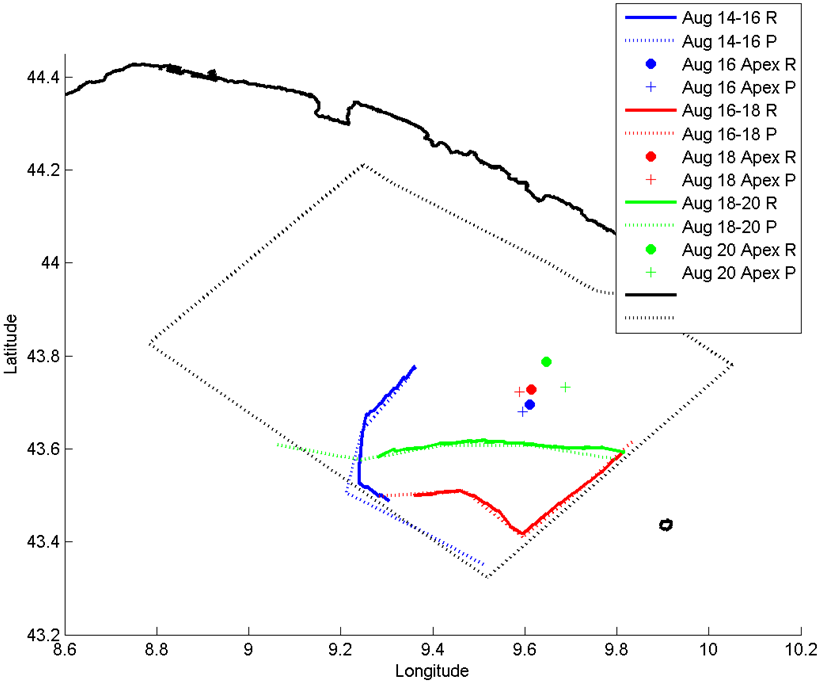 Aug 14-16 R
Aug 14-16 P
Aug 16 Apex R
Aug 16 Apex P
Aug 16-18 R
Aug 16-18 P
Aug 18 Apex R
Aug 18 Apex P
Aug 18-20 R
Aug 18-20 P
Aug 20 Apex R
Aug 20 Apex P
44.4
44.2
44
43.8
43.6
43.4
43.2
Latitude
8.6 8.8 9 9.2 9.4 9.6 9.8 10 10.2
Longitude